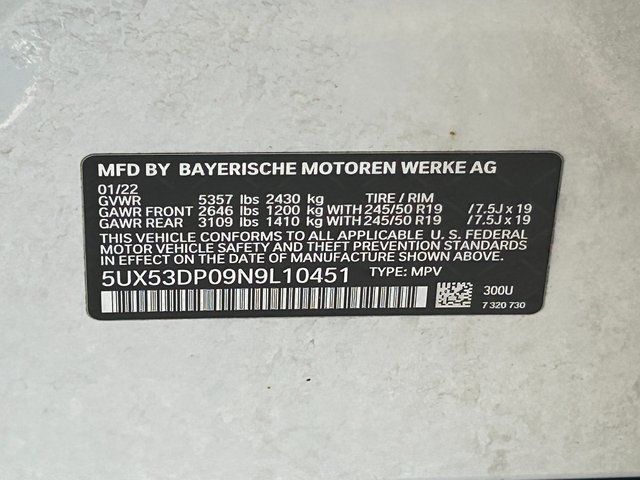 MFD BY BAYERISCHE MOTOREN WERKE AG
01/22
GVWR 5357 lbs 2430 kg TIRE / RIM
GAWR FRONT 2646 lbs 1200 kg WITH 245/50 R19 / 7.5J x 19
GAWR REAR 3109 lbs 1410 kg WITH 245/50 R19 / 7.5J x 19
THIS VEHICLE CONFORMS TO ALL APPLICABLE U. S. FEDERAL
MOTOR VEHICLE SAFETY AND THEFT PREVENTION STANDARDS
IN EFFECT ON THE DATE OF MANUFACTURE SHOWN ABOVE.
5UX53DP09N9L10451 TYPE: MPV
300U
7 320 730